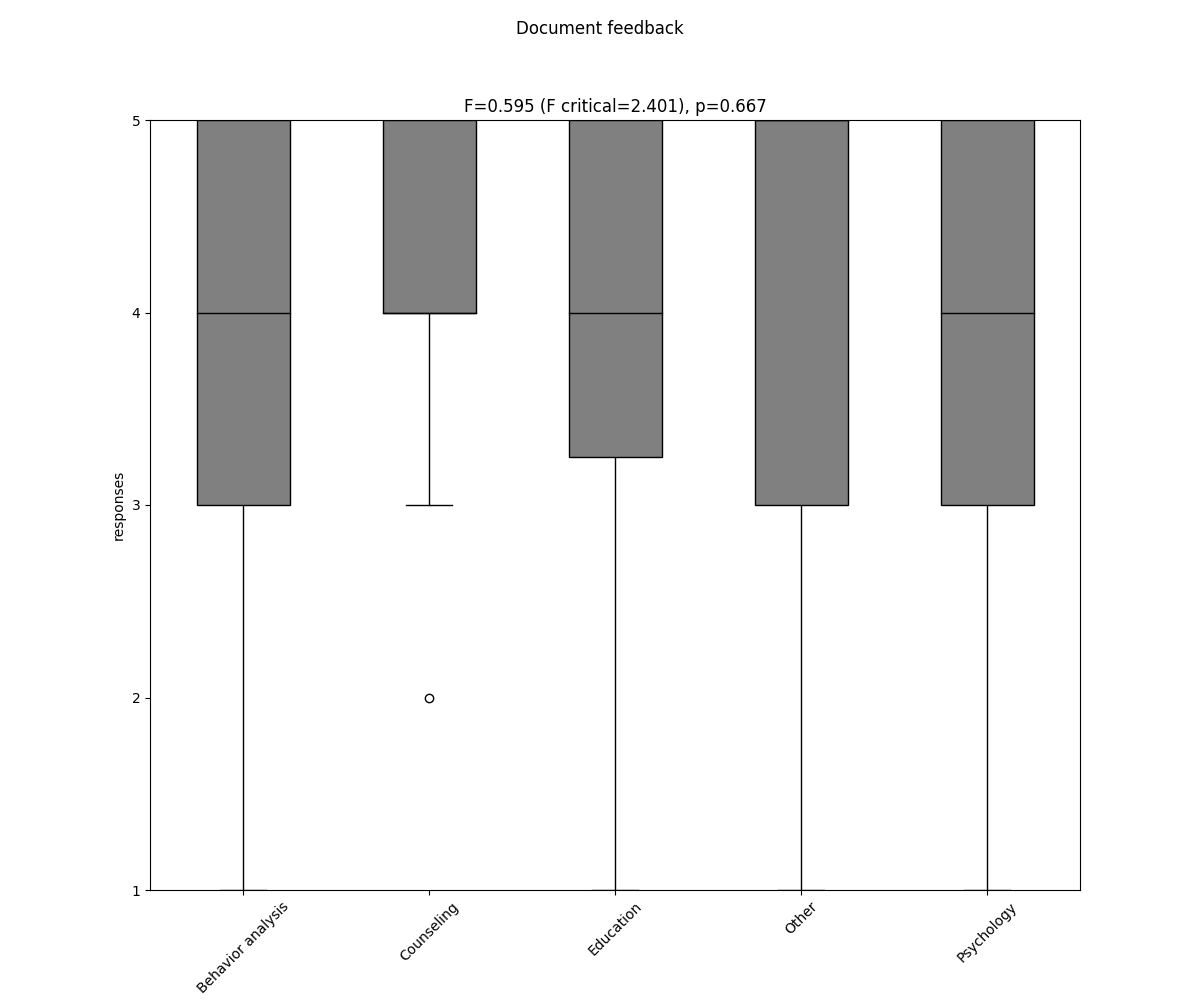 Document feedback
F=0.595 (F critical=2.401), p=0.667
5
4
3
2
1
responses
Behavior analysis
Counseling
Education
Other
Psychology